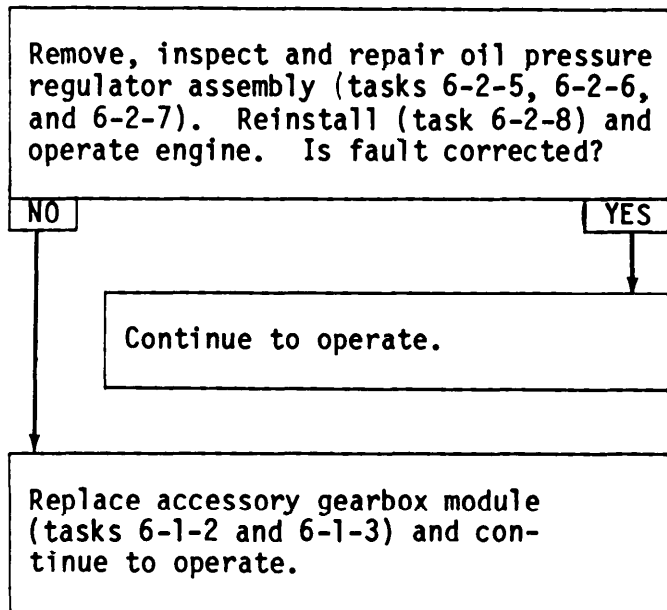 Remove, inspect and repair oil pressure
regulator assembly (tasks 6-2-5, 6-2-6,
and 6-2-7). Reinstall (task 6-2-8) and
operate engine. Is fault corrected?
NO
YES
Continue to operate.
Replace accessory gearbox module
(tasks 6-1-2 and 6-1-3) and con-
tinue to operate.